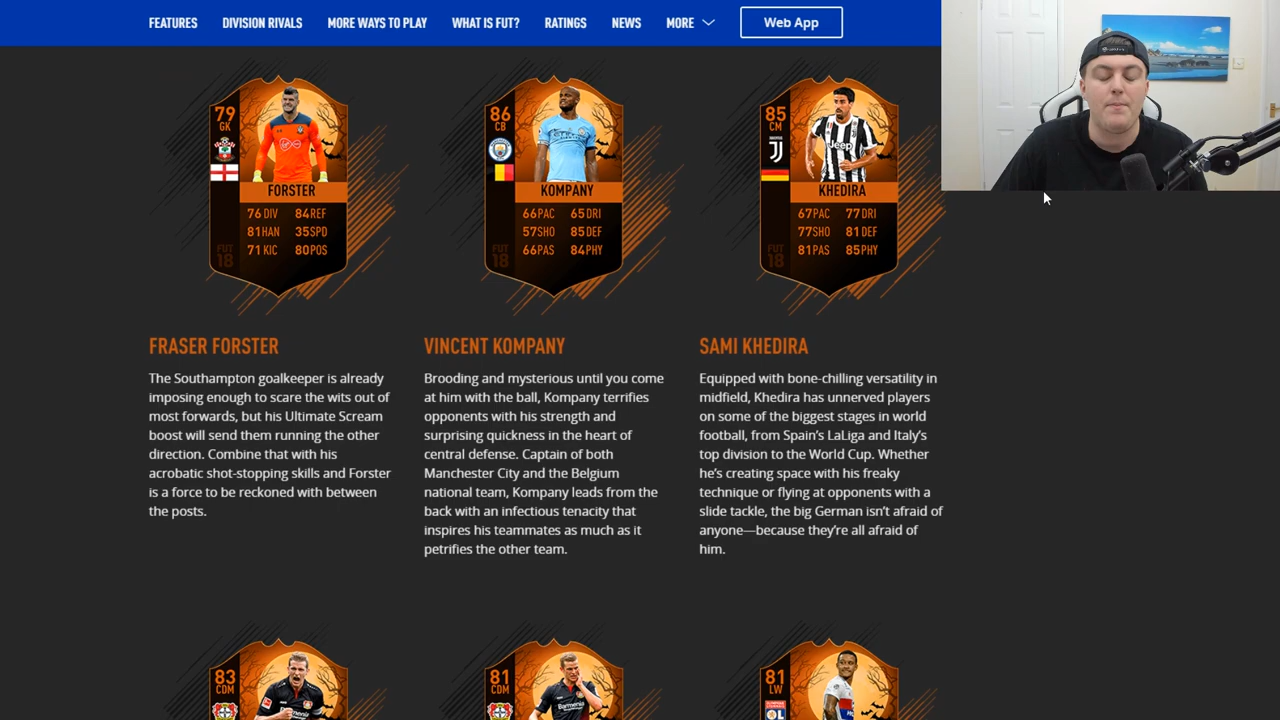 FEATURES DIVISION RIVALS MORE WAYS TO PLAY WHAT IS FUT? RATINGS NEWS MORE Web App
79
GK
FORSTER
76 DIV 84 REF
81 HAN 35 SPD
71 KIC 80 POS
FUT
18
86
CB
KOMPANY
66 PAC 65 DRI
57 SHO 85 DEF
66 PAS 84 PHY
FUT
18
85
CM
Jeep
KHEDIRA
67 PAC 77 DRI
77 SHO 81 DEF
81 PAS 85 PHY
FUT
18
FRASER FORSTER
The Southampton goalkeeper is already
imposing enough to scare the wits out of
most forwards, but his Ultimate Scream
boost will send them running the other
direction. Combine that with his
acrobatic shot-stopping skills and Forster
is a force to be reckoned with between
the posts.
VINCENT KOMPANY
Brooding and mysterious until you come
at him with the ball, Kompany terrifies
opponents with his strength and
surprising quickness in the heart of
central defense. Captain of both
Manchester City and the Belgium
national team, Kompany leads from the
back with an infectious tenacity that
inspires his teammates as much as it
petrifies the other team.
SAMI KHEDIRA
Equipped with bone-chilling versatility in
midfield, Khedira has unnerved players
on some of the biggest stages in world
football, from Spain's LaLiga and Italy's
top division to the World Cup. Whether
he's creating space with his freaky
technique or flying at opponents with a
slide tackle, the big German isn't afraid of
anyone—because they're all afraid of
him.
83
CDM
81
CDM
81
LW
OL